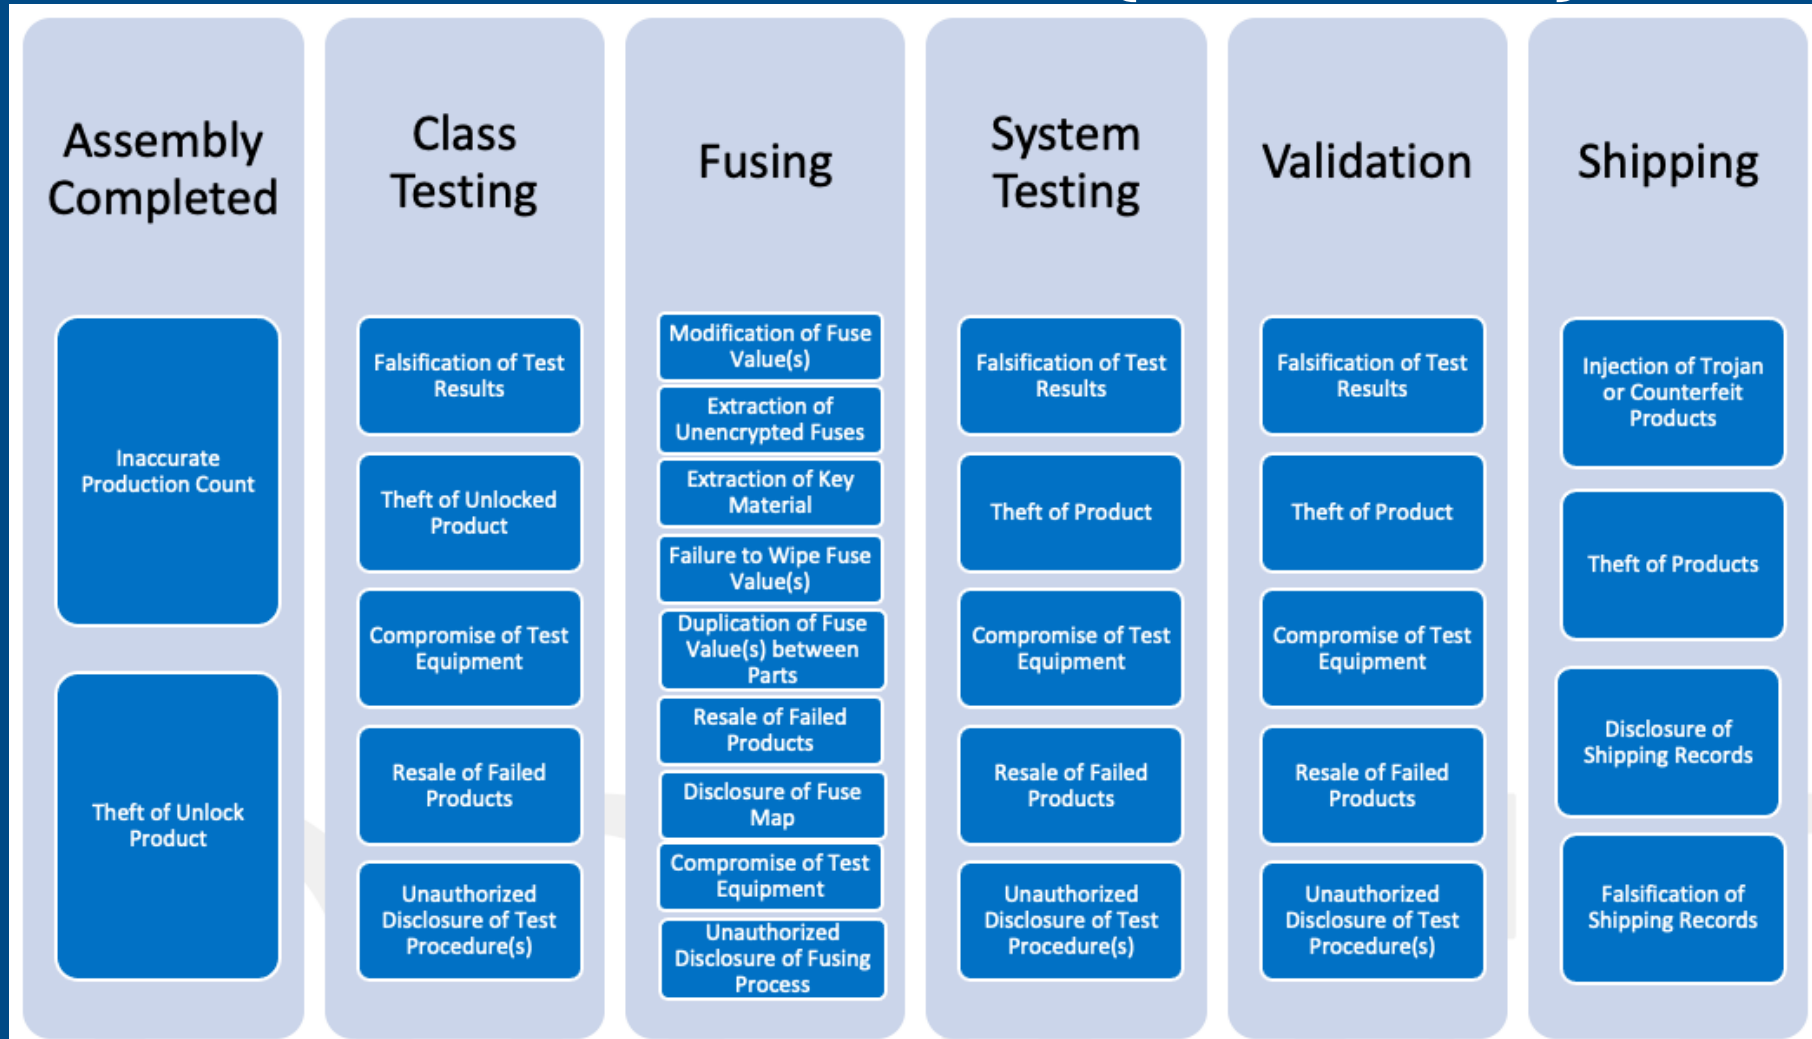 Assembly
Completed
Inaccurate
Production Count
Theft of Unlock
Product
Class
Testing
Falsification of Test
Results
Theft of Unlocked
Product
Compromise of Test
Equipment
Resale of Failed
Products
Unauthorized
Disclosure of Test
Procedure(s)
Fusing
Modification of Fuse
Value(s)
Extraction of
Unencrypted Fuses
Extraction of Key
Material
Failure to Wipe Fuse
Value(s)
Duplication of Fuse
Value(s) between
Parts
Resale of Failed
Products
Disclosure of Fuse
Map
Compromise of Test
Equipment
Unauthorized
Disclosure of Fusing
Process
System
Testing
Falsification of Test
Results
Theft of Product
Compromise of Test
Equipment
Resale of Failed
Products
Unauthorized
Disclosure of Test
Procedure(s)
Validation
Falsification of Test
Results
Theft of Product
Compromise of Test
Equipment
Resale of Failed
Products
Unauthorized
Disclosure of Test
Procedure(s)
Shipping
Injection of Trojan
or Counterfeit
Products
Theft of Products
Disclosure of
Shipping Records
Falsification of
Shipping Records